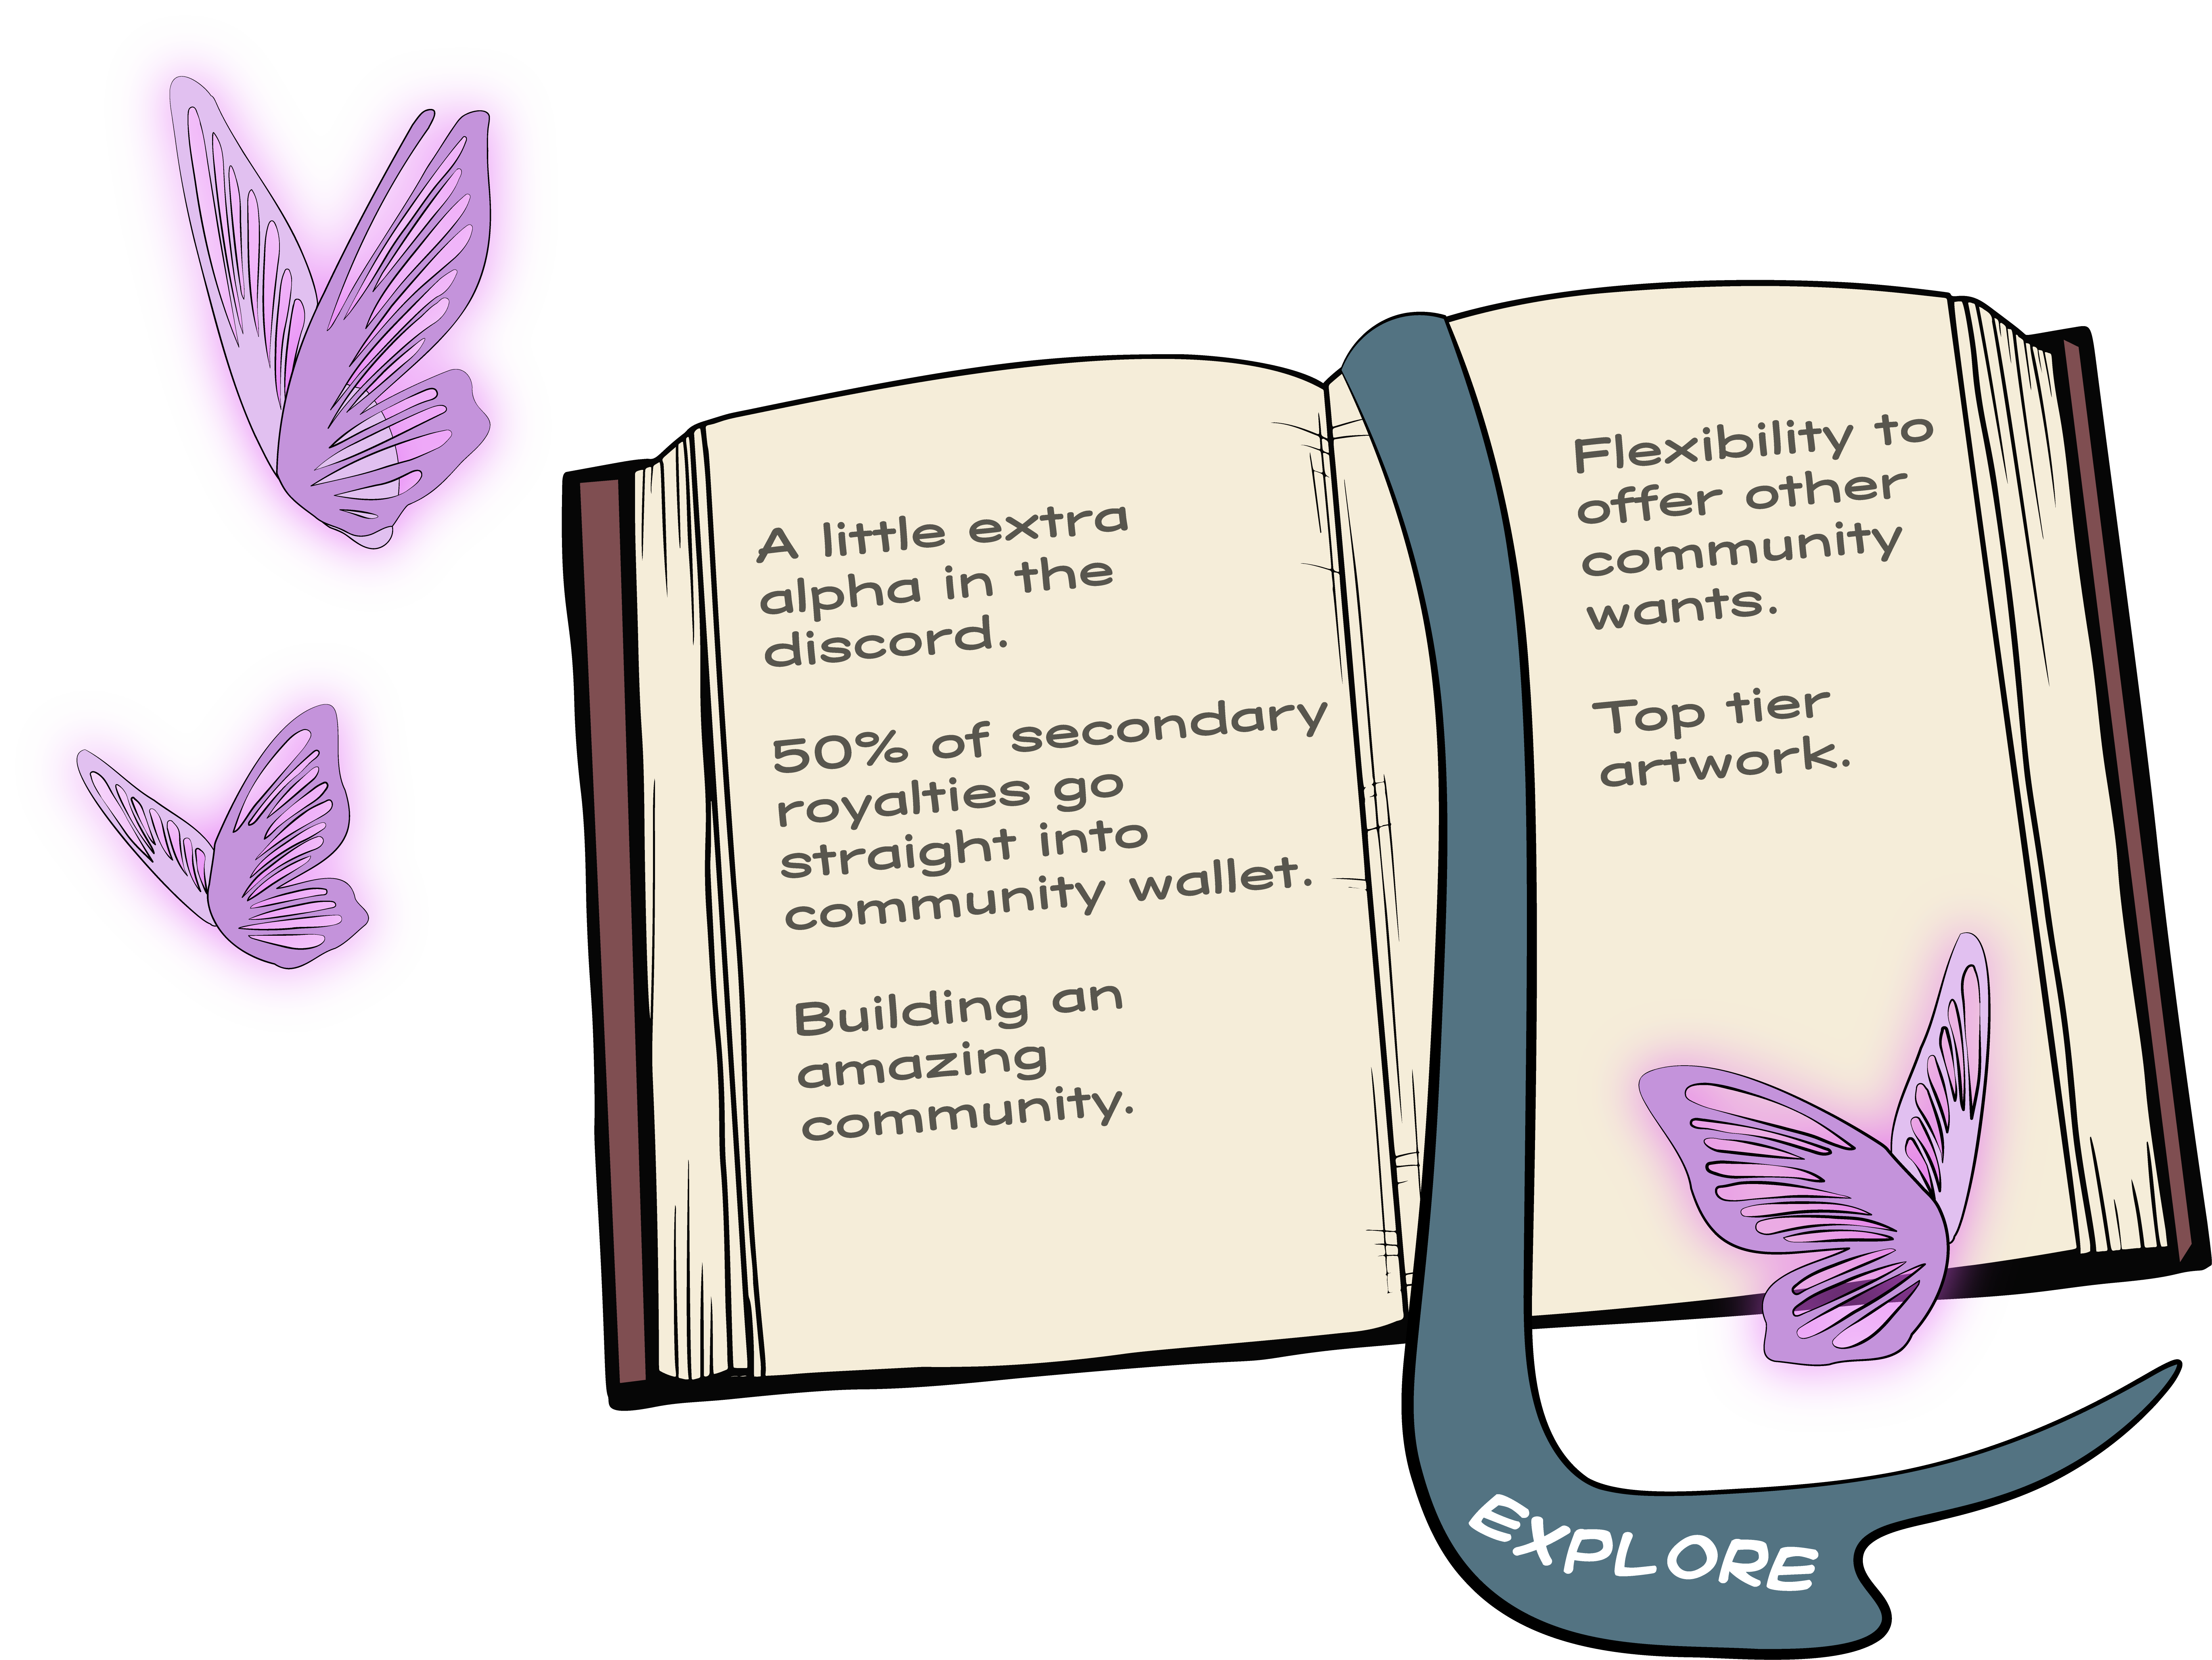 A little extra
alpha in the
discord.
50% of secondary
royalties go
straight into
community wallet.
Building an
amazing
community.
Flexibility to
offer other
community
wants.
Top tier
artwork.
EXPLORE